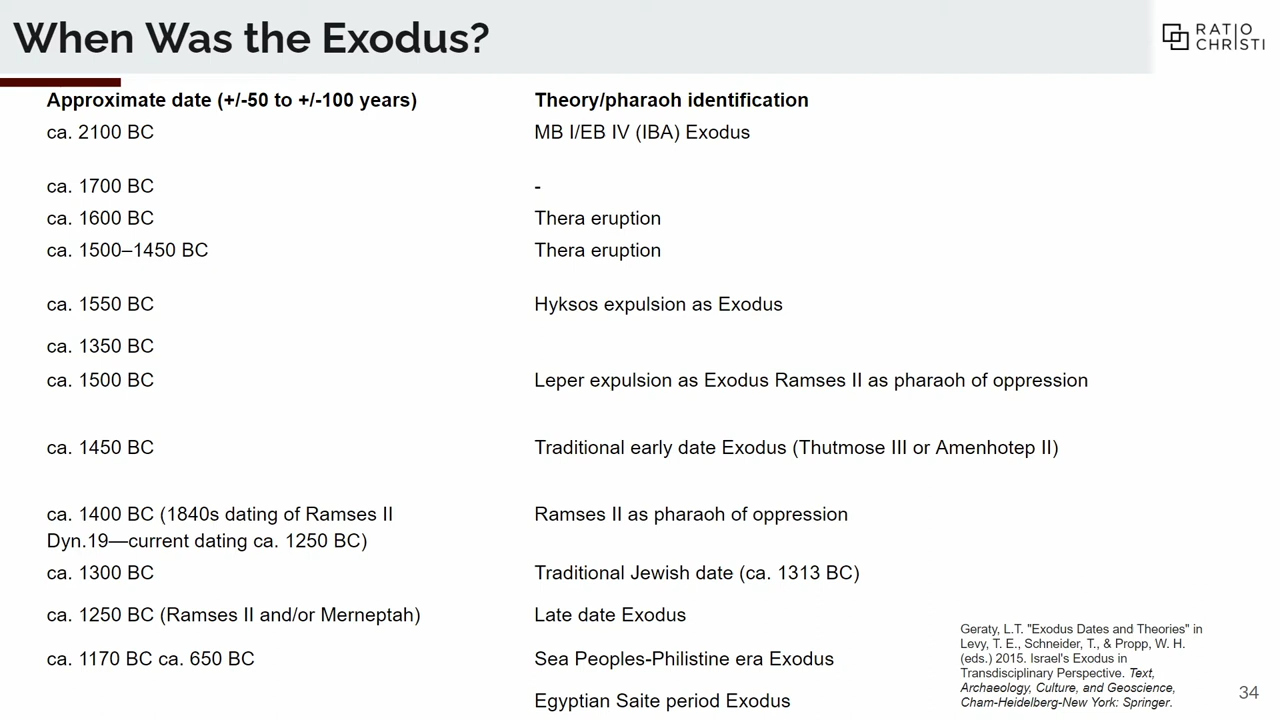 When Was the Exodus?
RATIO
CHRISTI
Approximate date (+/-50 to +/-100 years) Theory/pharaoh identification
ca. 2100 BC MB I/EB IV (IBA) Exodus
ca. 1700 BC -
ca. 1600 BC Thera eruption
ca. 1500–1450 BC Thera eruption
ca. 1550 BC Hyksos expulsion as Exodus
ca. 1350 BC
ca. 1500 BC Leper expulsion as Exodus Ramses II as pharaoh of oppression
ca. 1450 BC Traditional early date Exodus (Thutmose III or Amenhotep II)
ca. 1400 BC (1840s dating of Ramses II Ramses II as pharaoh of oppression
Dyn.19—current dating ca. 1250 BC)
ca. 1300 BC Traditional Jewish date (ca. 1313 BC)
ca. 1250 BC (Ramses II and/or Merneptah) Late date Exodus
ca. 1170 BC ca. 650 BC Sea Peoples-Philistine era Exodus
Egyptian Saite period Exodus
Geraty, L.T. "Exodus Dates and Theories" in
Levy, T. E., Schneider, T., & Propp, W. H.
(eds.) 2015. Israel's Exodus in
Transdisciplinary Perspective. Text,
Archaeology, Culture, and Geoscience,
Cham-Heidelberg-New York: Springer.
34